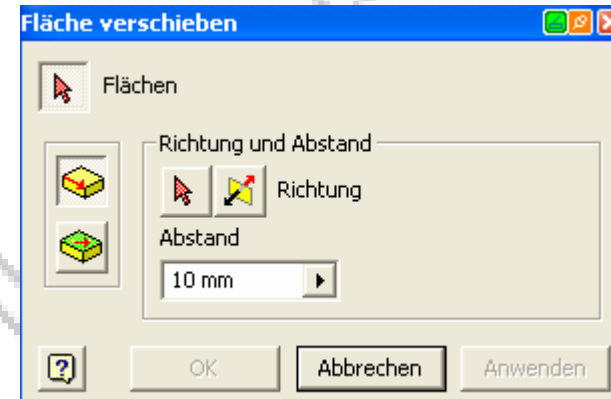 Fläche verschieben
Flächen
Richtung und Abstand
Richtung
Abstand
10 mm
OK Abbrechen Anwenden